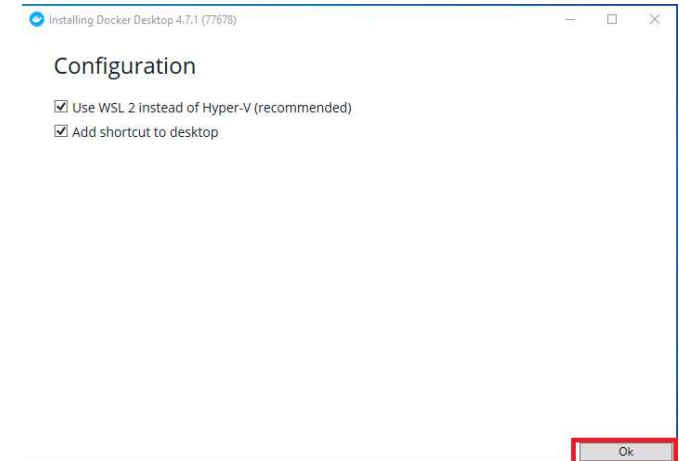 Installing Docker Desktop 4.7.1 (77678)
Configuration
Use WSL 2 instead of Hyper-V (recommended)
Add shortcut to desktop
Ok